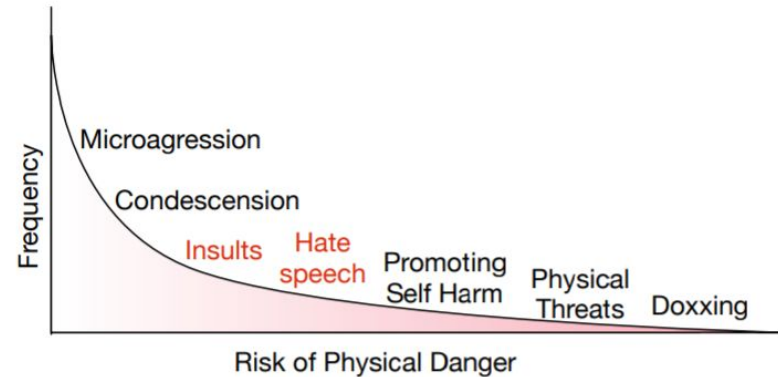 Frequency
Microagression
Condescension
Insults
Hate
speech
Promoting
Self Harm
Physical
Threats
Doxxing
Risk of Physical Danger